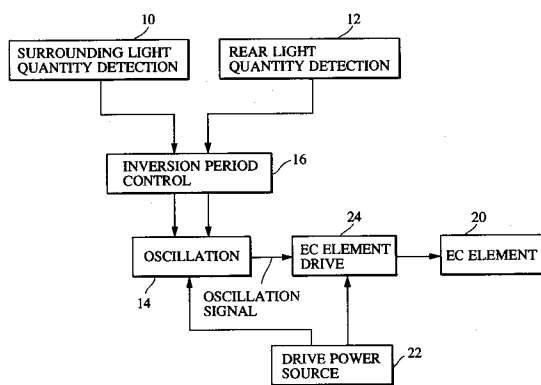 10
12
SURROUNDING LIGHT
QUANTITY DETECTION
REAR LIGHT
QUANTITY DETECTION
INVERSION PERIOD
CONTROL
16
24
20
OSCILLATION
EC ELEMENT
DRIVE
EC ELEMENT
14
OSCILLATION
SIGNAL
DRIVE POWER
SOURCE
22